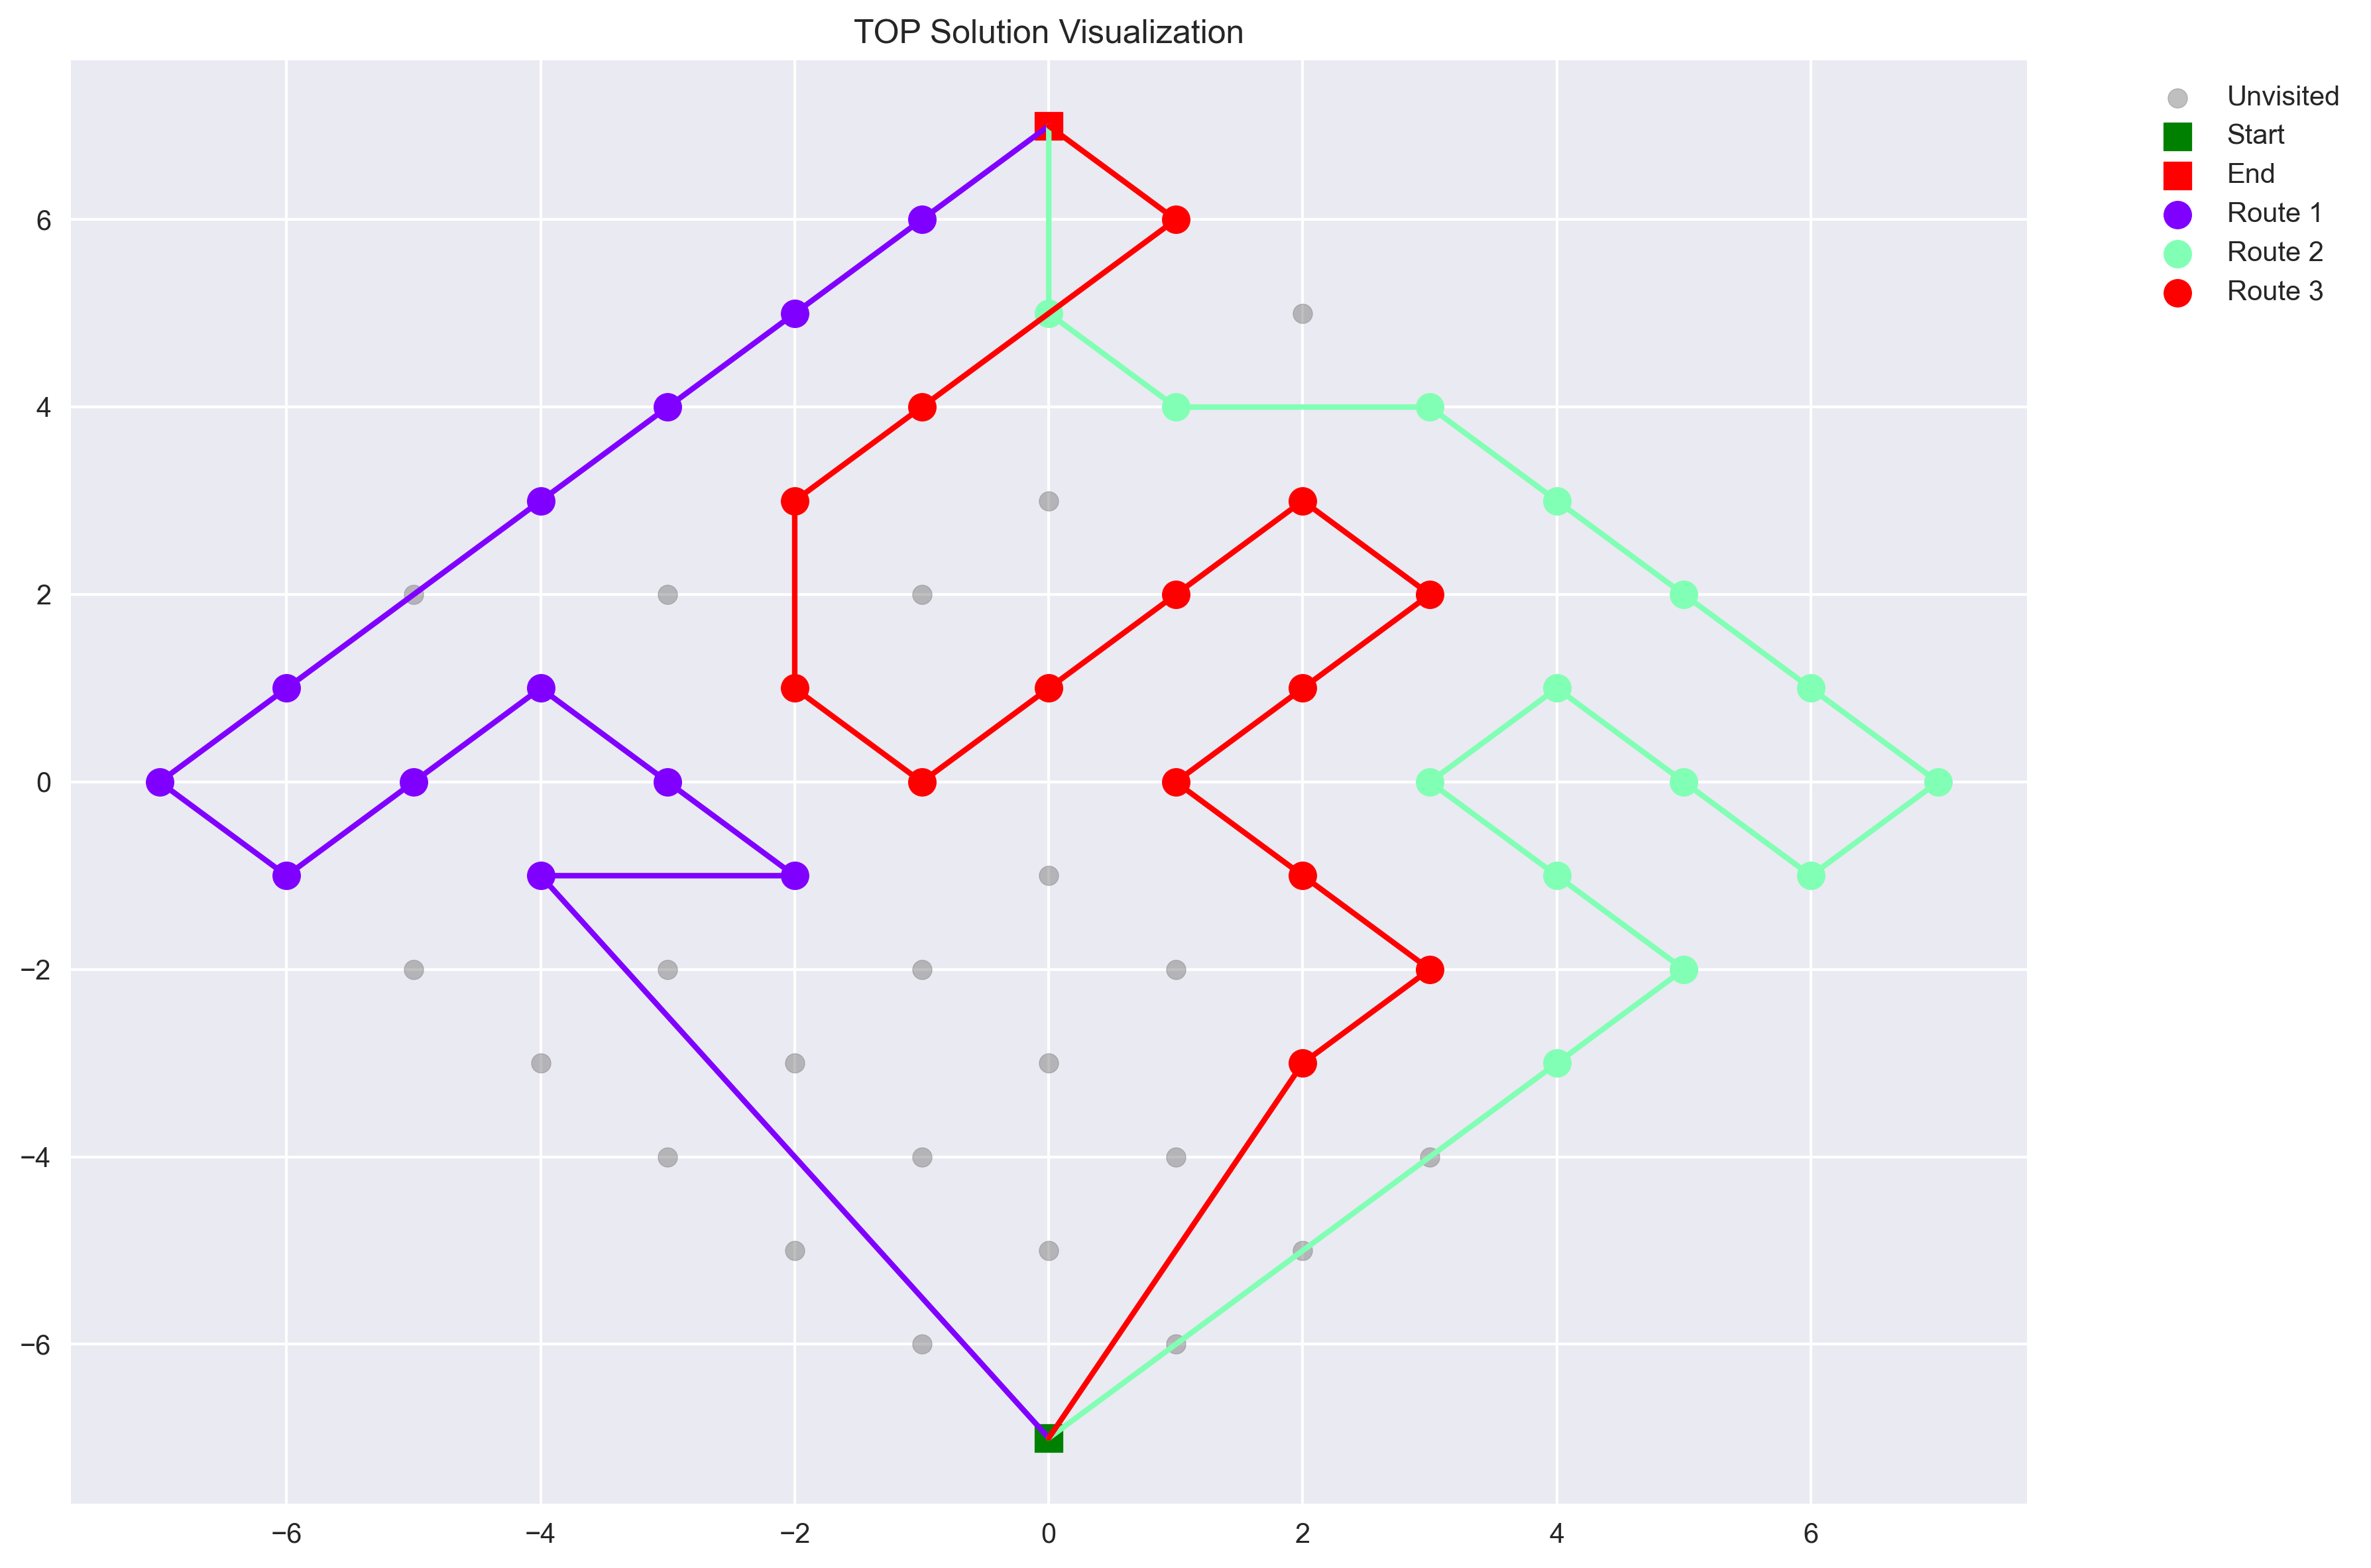 TOP Solution Visualization
Unvisited
Start
End
Route 1
Route 2
Route 3
6
4
2
0
−2
−4
−6
−6 −4 −2 0 2 4 6